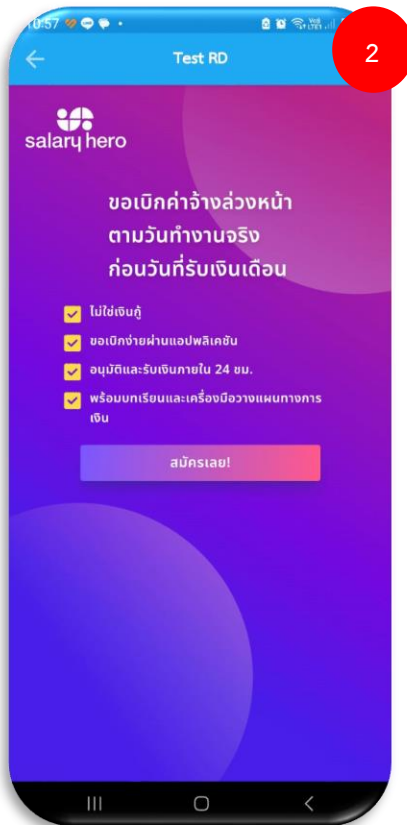 10:57
Test RD
2
salary hero
ขอเบิกค่าจ้างล่วงหน้า
ตามวันทำงานจริง
ก่อนวันที่รับเงินเดือน
ไม่ใช่เงินกู้
ขอเบิกง่ายผ่านแอปพลิเคชัน
อนุมัติและรับเงินภายใน 24 ชม.
พร้อมบทเรียนและเครื่องมือวางแผนทางการ
เงิน
สมัครเลย!